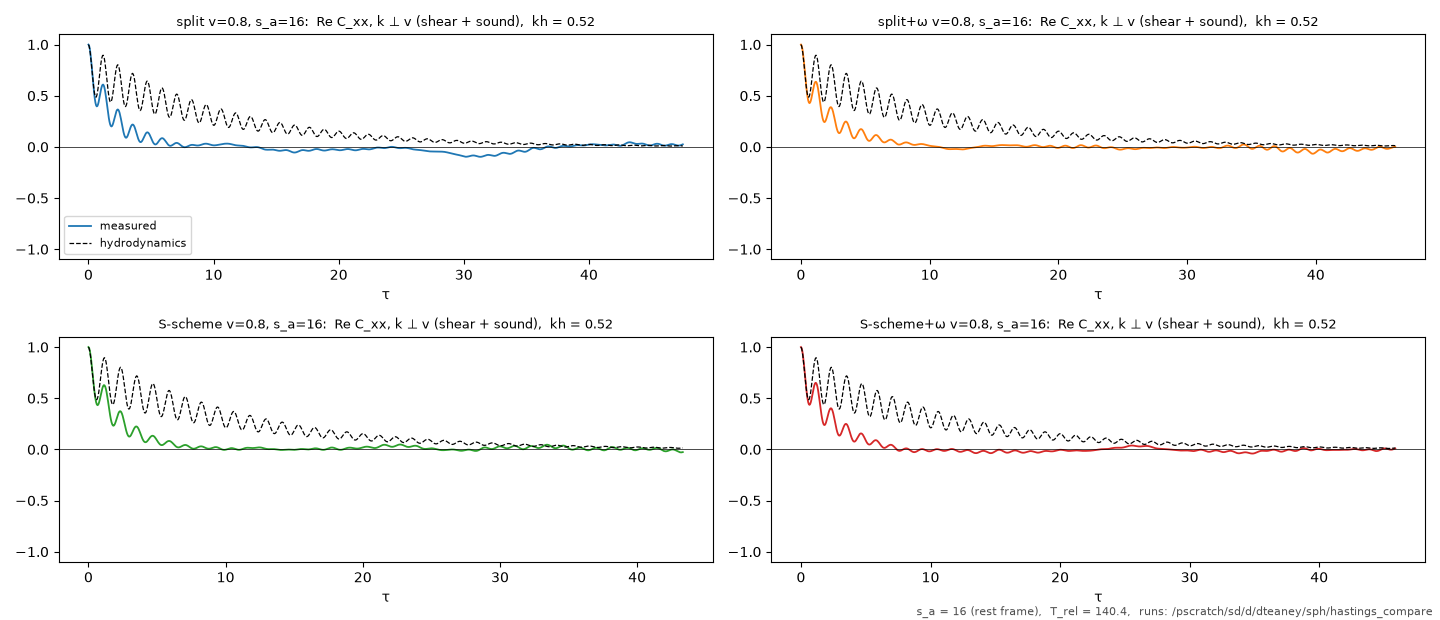 split v=0.8, s_a=16:  Re C_xx, k ⊥ v (shear + sound),  kh = 0.52
1.0
0.5
0.0
−0.5
−1.0
measured
hydrodynamics
0 10 20 30 40
τ
split+ω v=0.8, s_a=16:  Re C_xx, k ⊥ v (shear + sound),  kh = 0.52
1.0
0.5
0.0
−0.5
−1.0
0 10 20 30 40
τ
S-scheme v=0.8, s_a=16:  Re C_xx, k ⊥ v (shear + sound),  kh = 0.52
1.0
0.5
0.0
−0.5
−1.0
0 10 20 30 40
τ
S-scheme+ω v=0.8, s_a=16:  Re C_xx, k ⊥ v (shear + sound),  kh = 0.52
1.0
0.5
0.0
−0.5
−1.0
0 10 20 30 40
τ
s_a = 16 (rest frame),  T_rel = 140.4,  runs: /pscratch/sd/d/dteaney/sph/hastings_compare